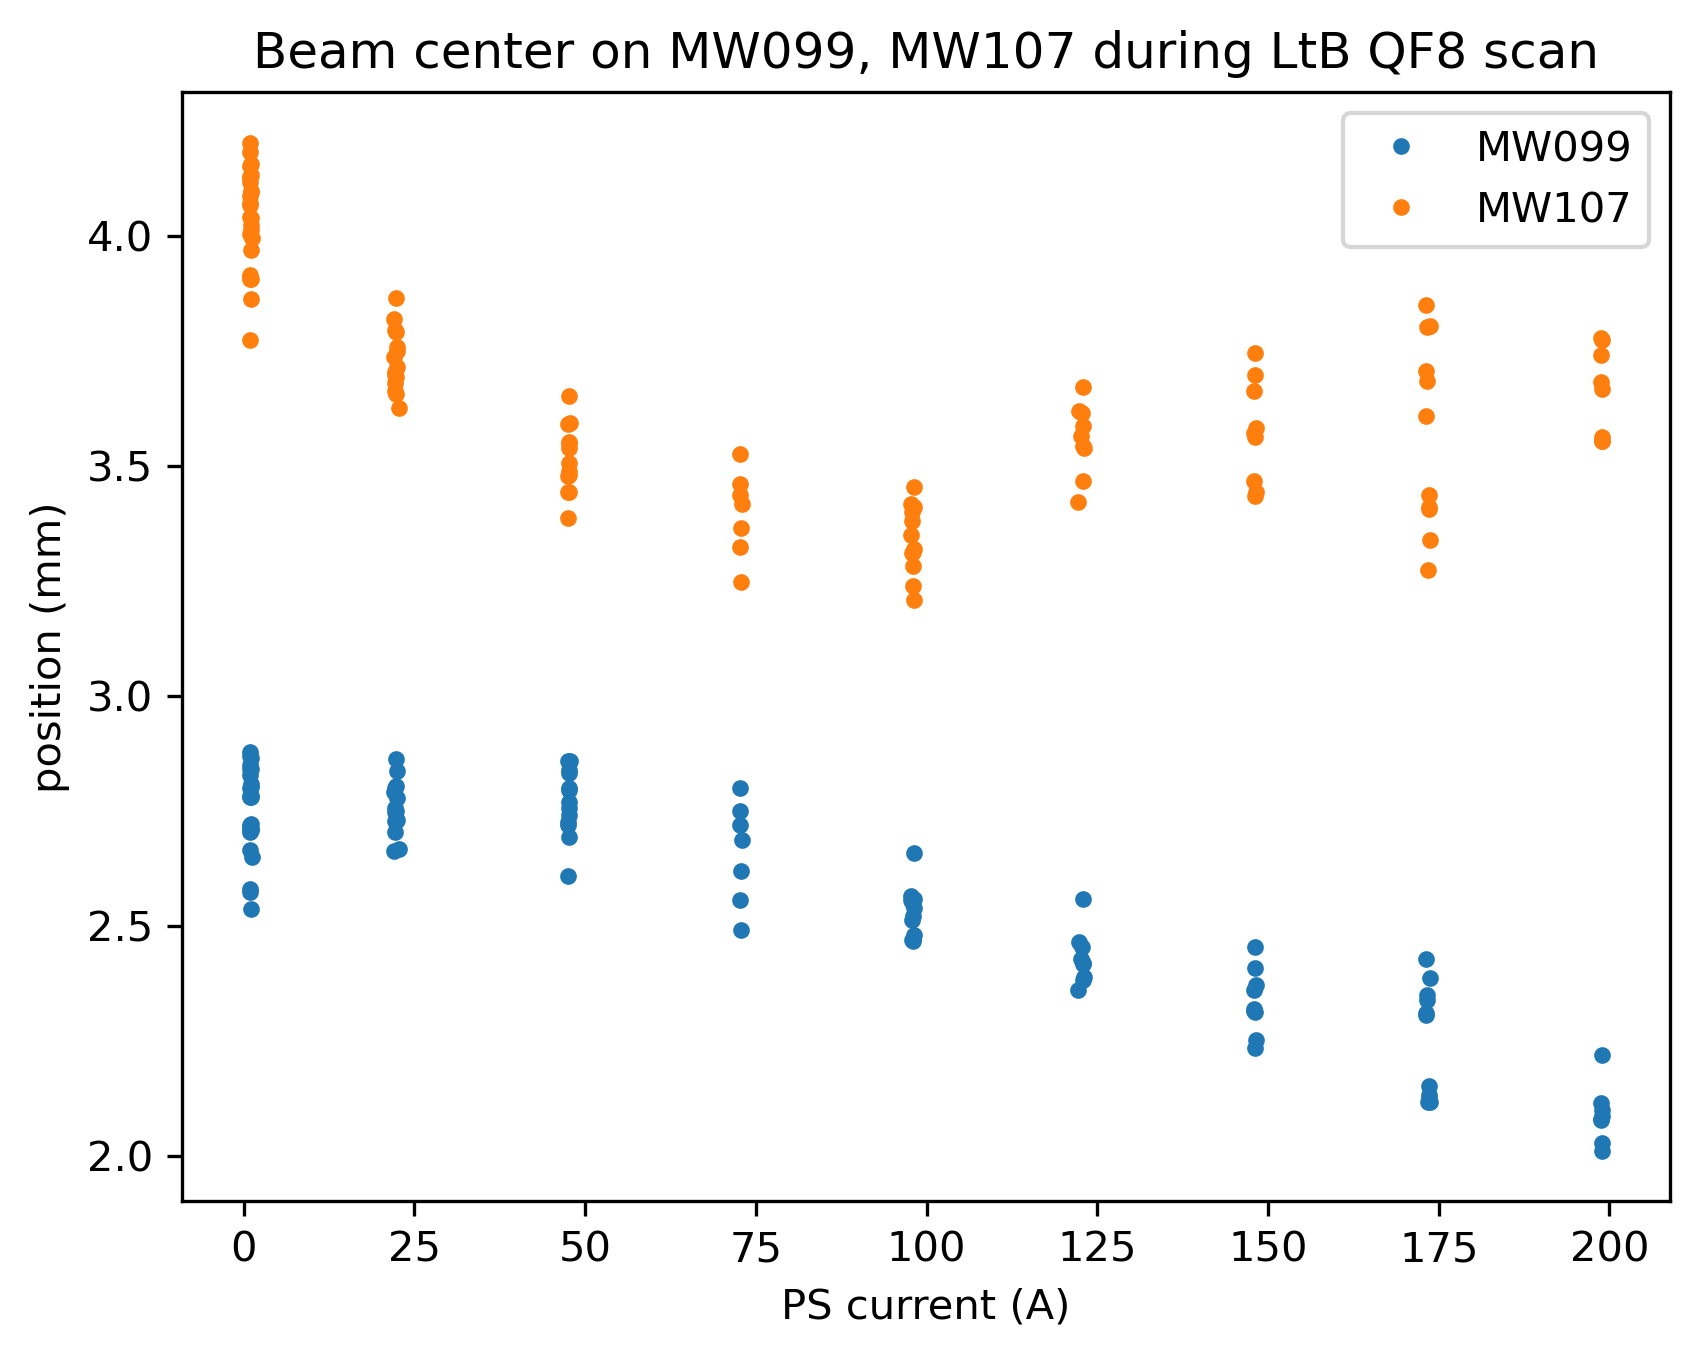 Beam center on MW099, MW107 during LtB QF8 scan
MW099
MW107
position (mm)
4.0
3.5
3.0
2.5
2.0
0 25 50 75 100 125 150 175 200
PS current (A)